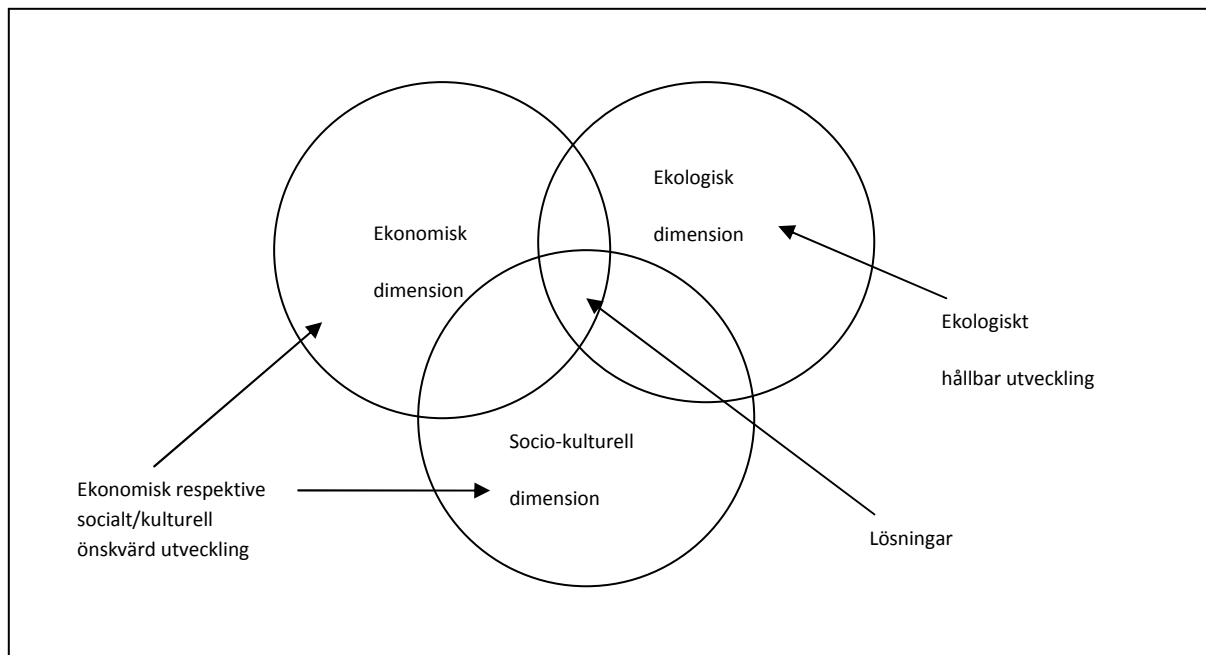 Ekologisk
dimension
Ekonomisk
dimension
Ekologiskt
hållbar utveckling
Socio-kulturell
dimension
Ekonomisk respektive
socialt/kulturell
önskvärd utveckling
Lösningar